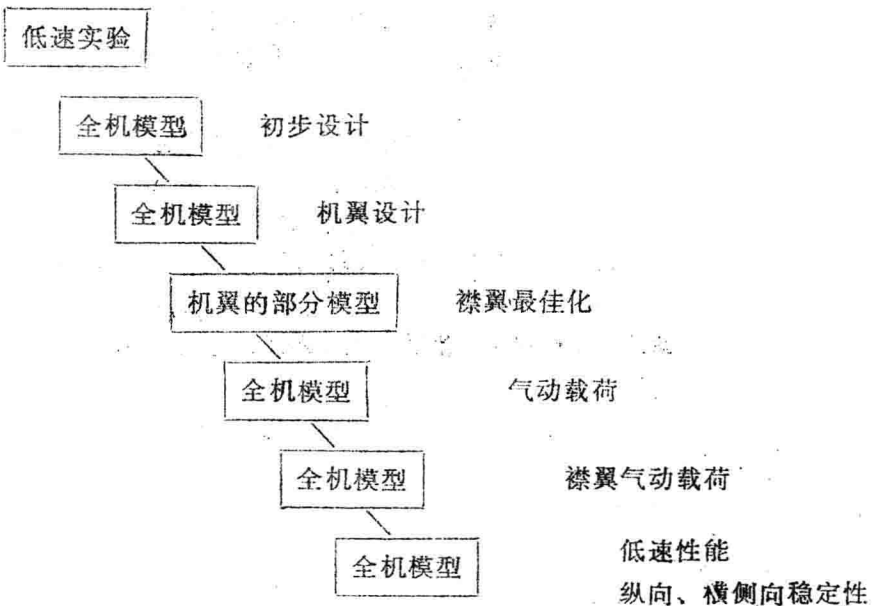 低速实验
全机模型 初步设计
全机模型 机翼设计
机翼的部分模型 襟翼最佳化
全机模型 气动载荷
全机模型 襟翼气动载荷
全机模型 低速性能
纵向、横侧向稳定性